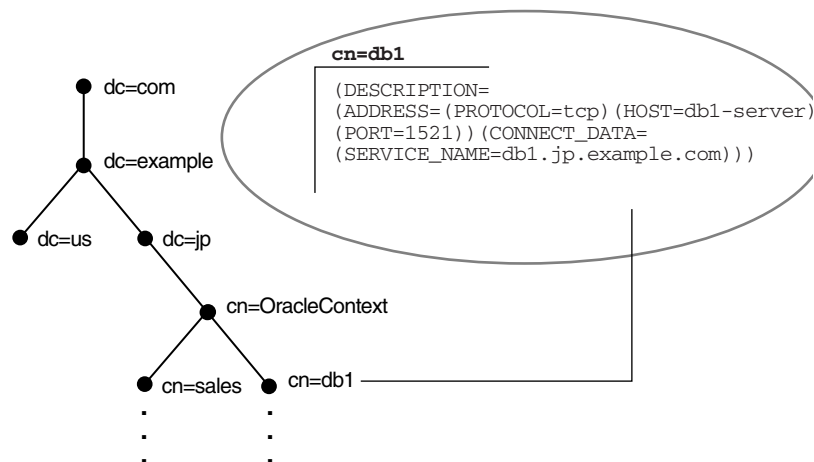 cn=db1
(DESCRIPTION=
(ADDRESS=(PROTOCOL=tcp)(HOST=db1-server)
(PORT=1521))(CONNECT_DATA=
(SERVICE_NAME=db1.jp.example.com)))
dc=com
dc=example
dc=us
dc=jp
cn=OracleContext
cn=sales
cn=db1